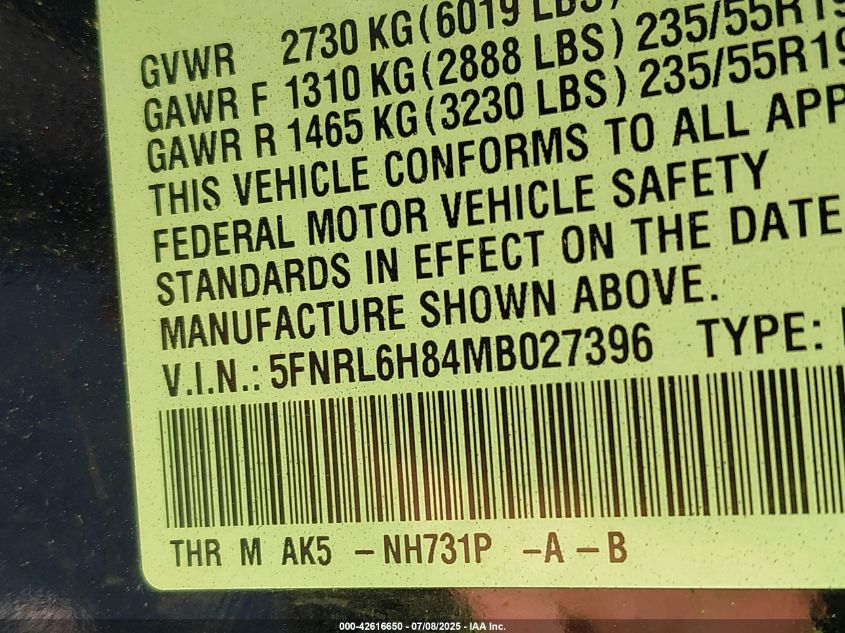 GVWR 2730 KG (6019 LBS)
GAWR F 1310 KG (2888 LBS) 235/55R19
GAWR R 1465 KG (3230 LBS) 235/55R19
THIS VEHICLE CONFORMS TO ALL APP
FEDERAL MOTOR VEHICLE SAFETY
STANDARDS IN EFFECT ON THE DATE
MANUFACTURE SHOWN ABOVE.
V.I.N.: 5FNRL6H84MB027396 TYPE:
THR M AK5 – NH731P – A – B
000-42616650 - 07/08/2025 - IAA Inc.